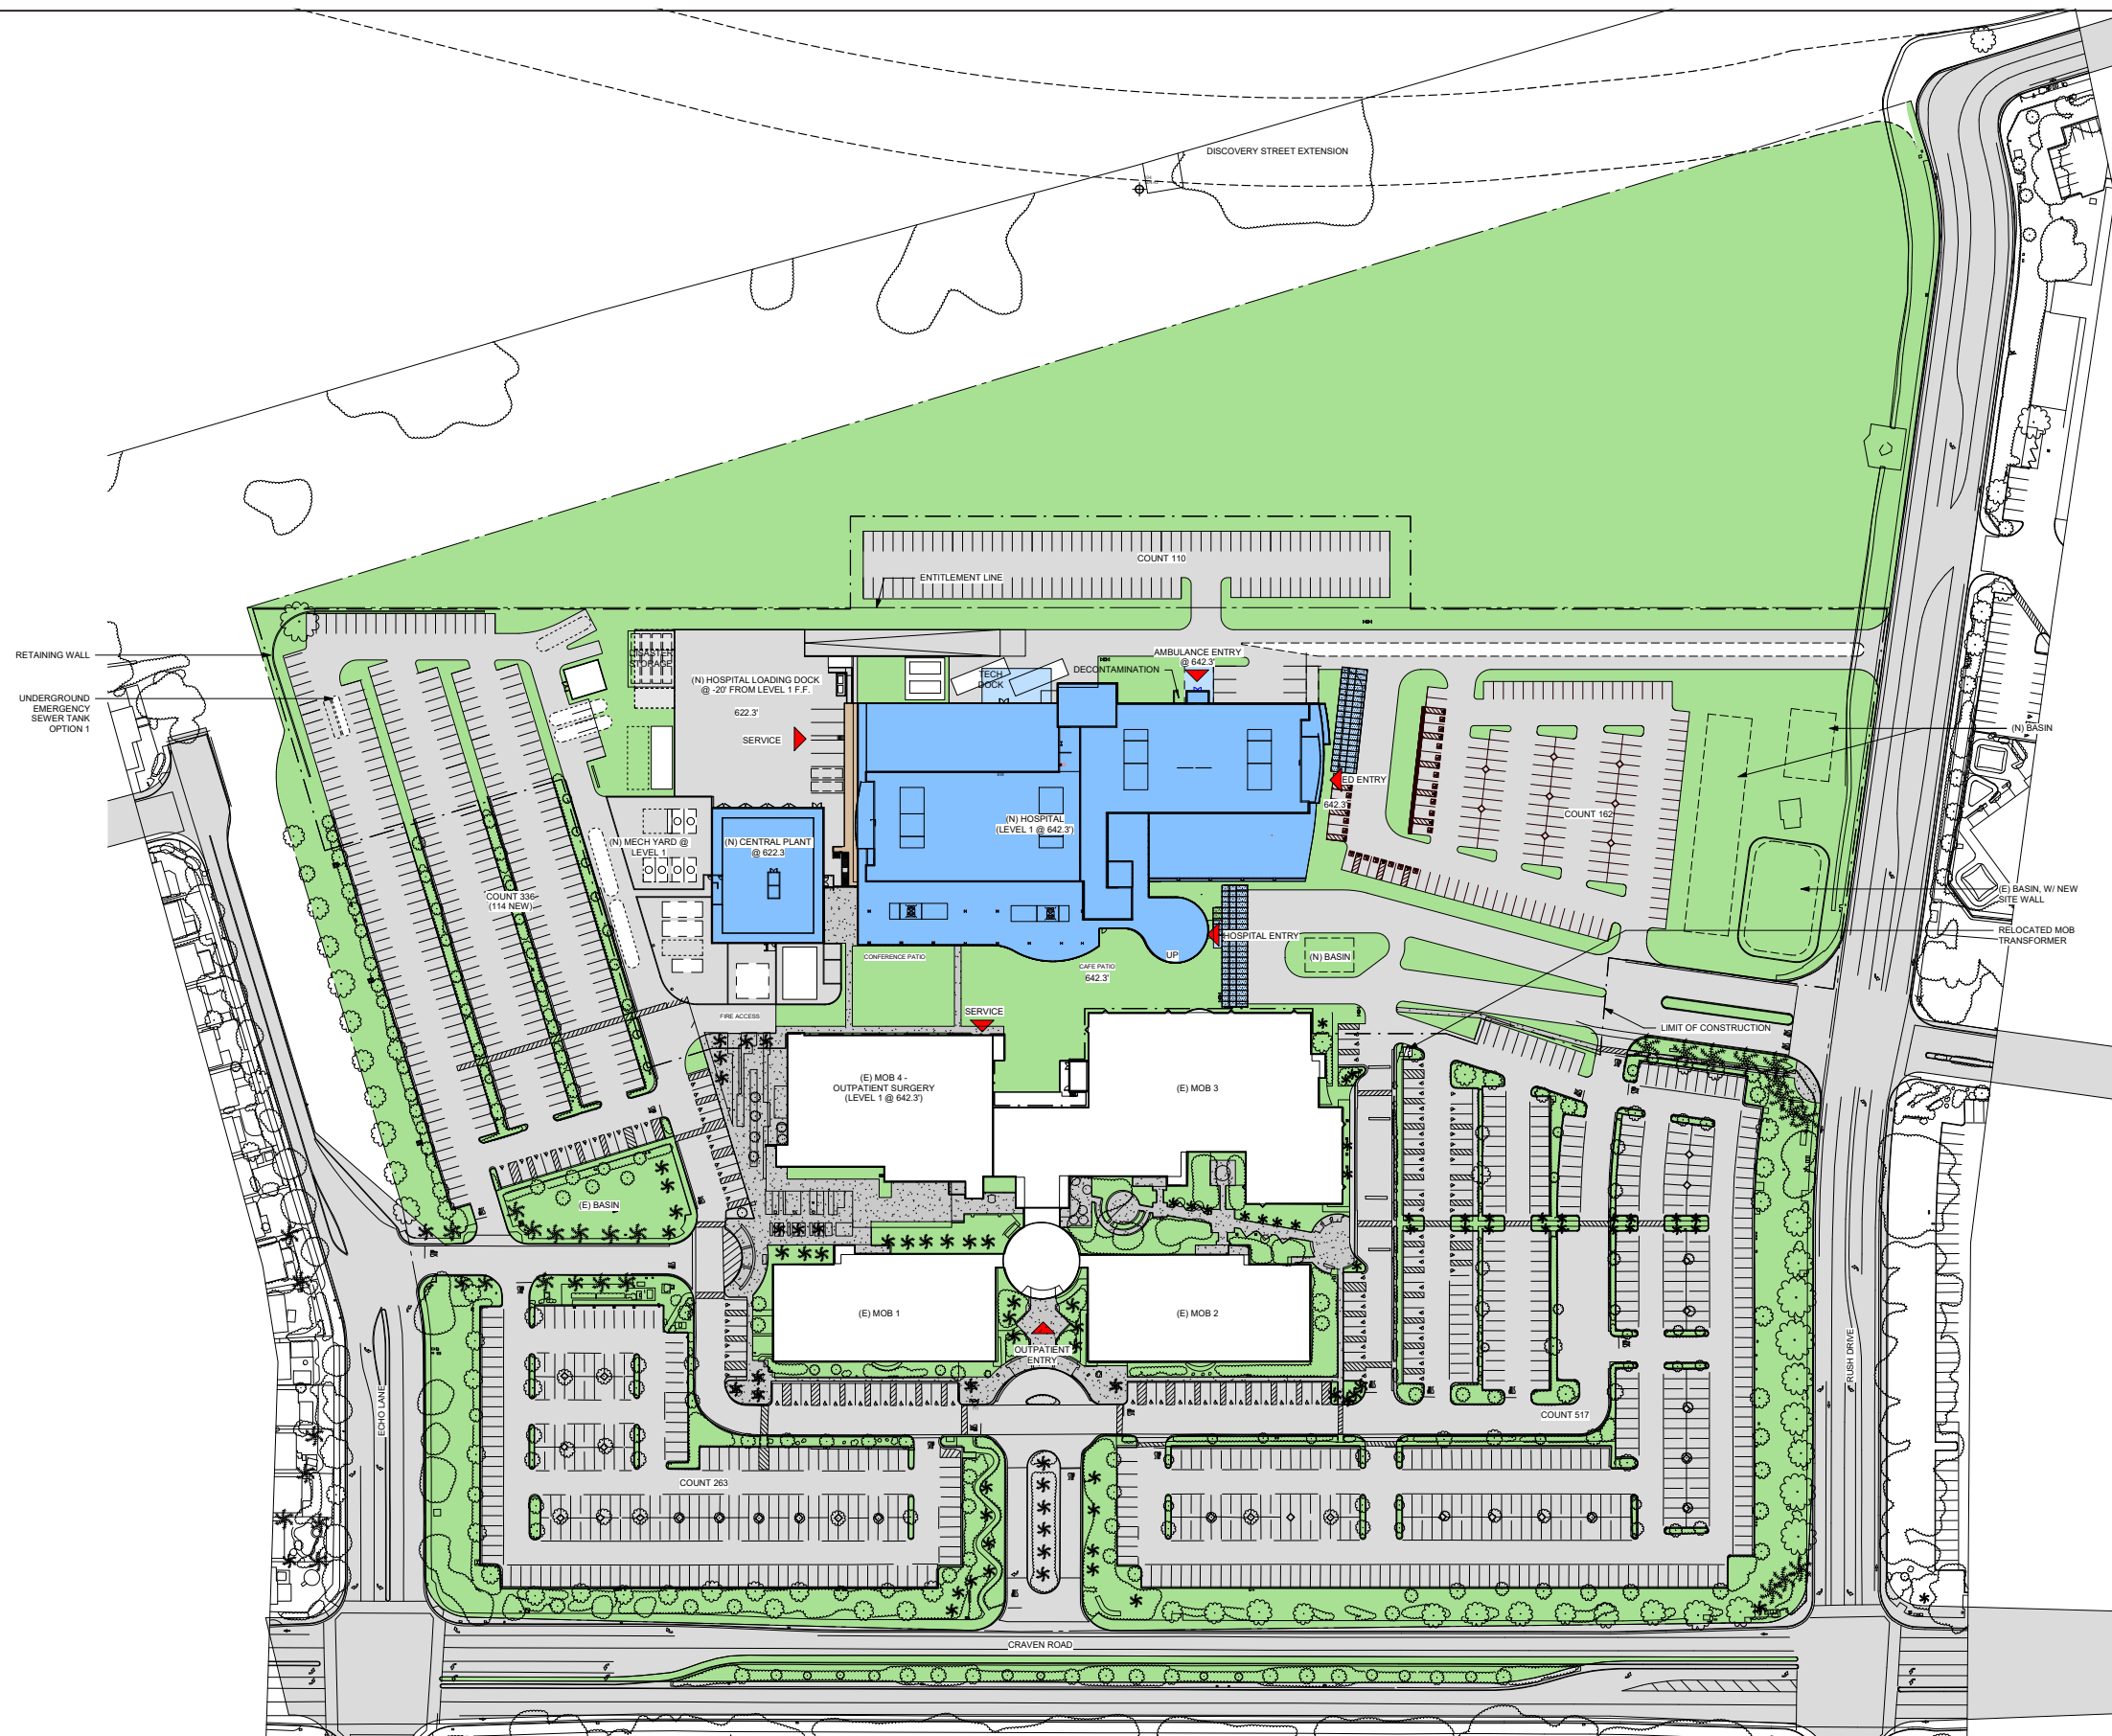 DISCOVERY STREET EXTENSION
COUNT 110
ENTITLEMENT LINE
RETAINING WALL
UNDERGROUND
EMERGENCY
SEWER TANK
OPTION 1
DISASTER
STORAGE
(N) HOSPITAL LOADING DOCK
@ -20' FROM LEVEL 1 F.F.
622.3'
SERVICE
TECH
DOCK
DECONTAMINATION
AMBULANCE ENTRY
@ 642.3'
(N) BASIN
ED ENTRY
642.3'
COUNT 162
(N) HOSPITAL
(LEVEL 1 @ 642.3')
(N) MECH YARD @
LEVEL 1
(N) CENTRAL PLANT
@ 622.3
COUNT 336
(114 NEW)
(E) BASIN, W/ NEW
SITE WALL
RELOCATED MOB
TRANSFORMER
HOSPITAL ENTRY
UP
(N) BASIN
CONFERENCE PATIO
CAFE PATIO
642.3'
FIRE ACCESS
SERVICE
LIMIT OF CONSTRUCTION
(E) MOB 4 -
OUTPATIENT SURGERY
(LEVEL 1 @ 642.3')
(E) MOB 3
(E) BASIN
(E) MOB 1
(E) MOB 2
OUTPATIENT
ENTRY
ECHO LANE
RUSH DRIVE
COUNT 517
COUNT 263
CRAVEN ROAD